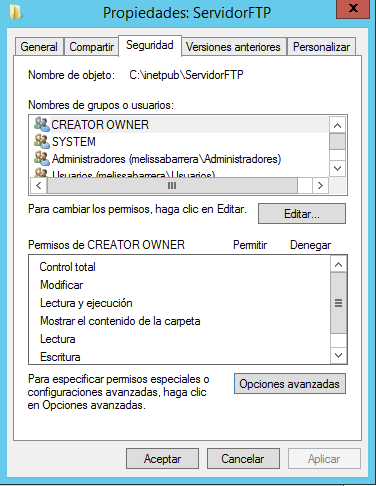 Propiedades: ServidorFTP
x
General Compartir Seguridad Versiones anteriores Personalizar
Nombre de objeto: C:\inetpub\ServidorFTP
Nombres de grupos o usuarios:
CREATOR OWNER
SYSTEM
Administradores (melissabarrera\Administradores)
Usuarios (melissabarrera\Usuarios)
Para cambiar los permisos, haga clic en Editar.
Editar...
Permisos de CREATOR OWNER Permitir Denegar
Control total
Modificar
Lectura y ejecución
Mostrar el contenido de la carpeta
Lectura
Escritura
Para especificar permisos especiales o
configuraciones avanzadas, haga clic
en Opciones avanzadas.
Opciones avanzadas
Aceptar Cancelar Aplicar